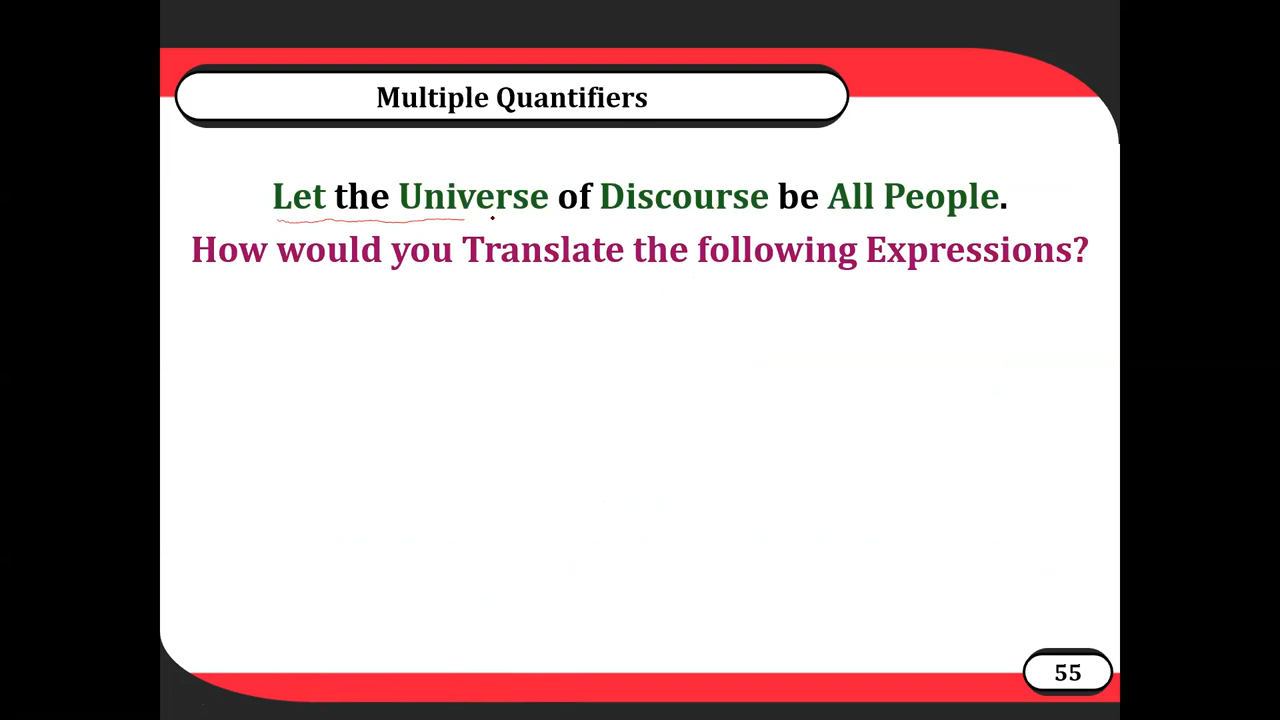 Multiple Quantifiers
Let the Universe of Discourse be All People.
How would you Translate the following Expressions?
55